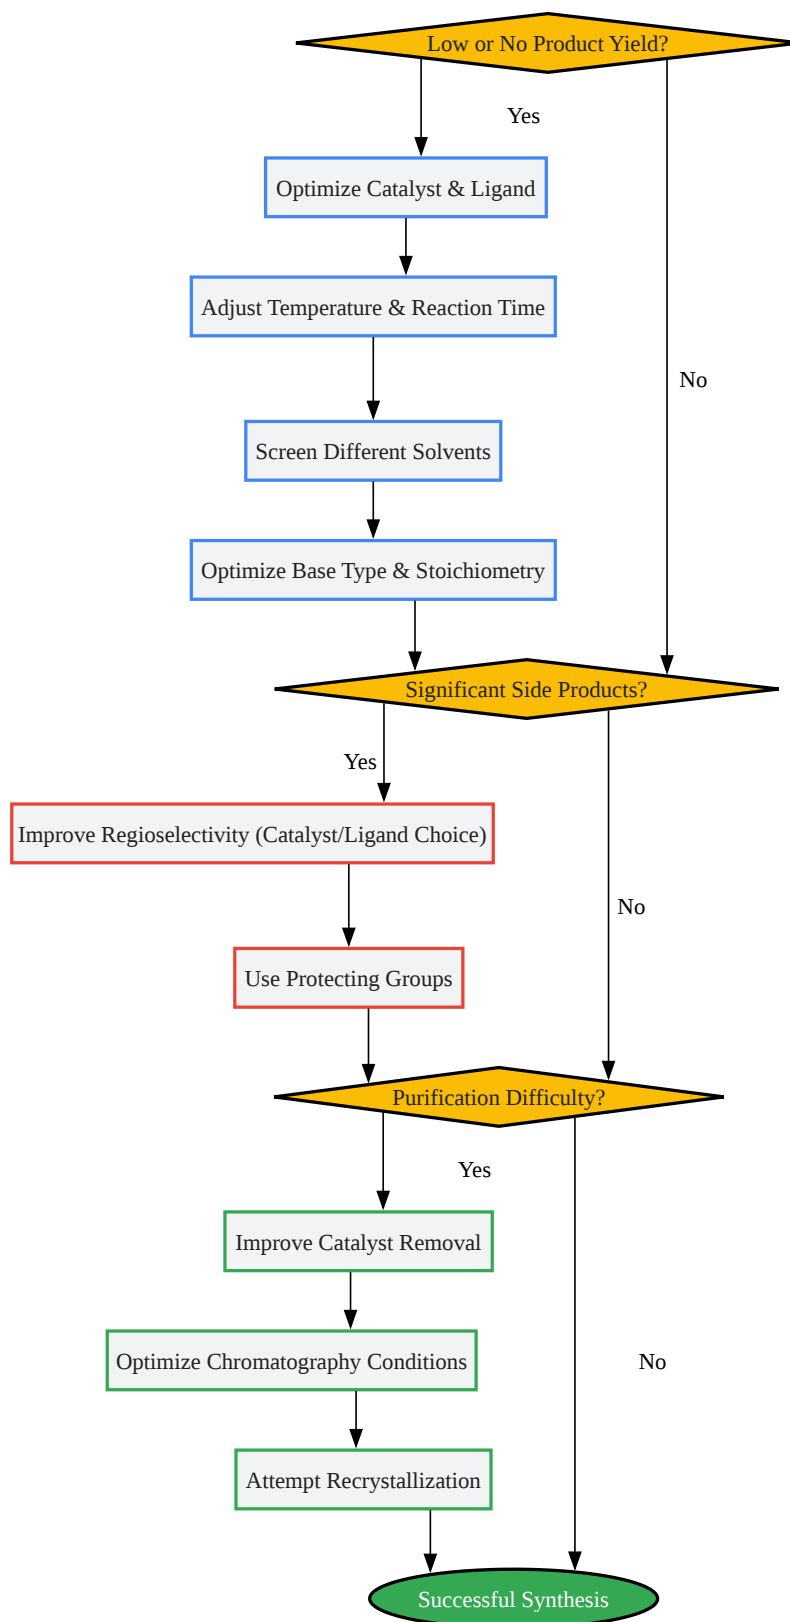 Low or No Product Yield?
Yes
Optimize Catalyst & Ligand
Adjust Temperature & Reaction Time
No
Screen Different Solvents
Optimize Base Type & Stoichiometry
Significant Side Products?
Yes
Improve Regioselectivity (Catalyst/Ligand Choice)
No
Use Protecting Groups
Purification Difficulty?
Yes
Improve Catalyst Removal
Optimize Chromatography Conditions
No
Attempt Recrystallization
Successful Synthesis